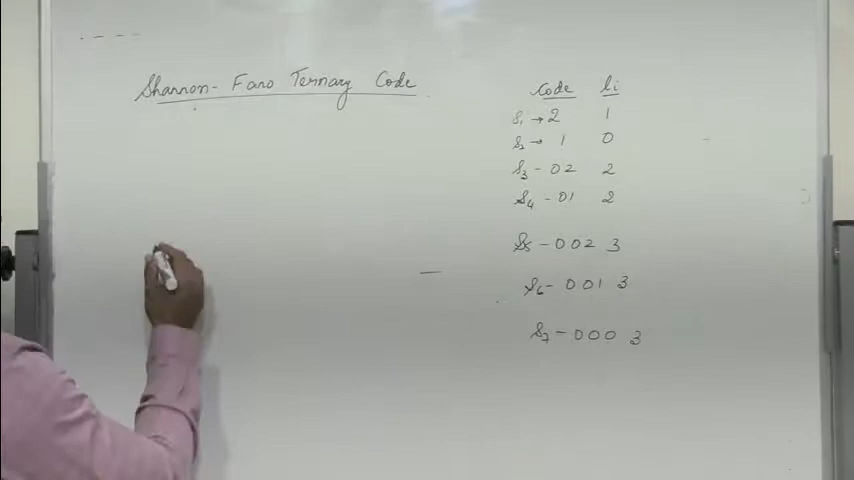 Shannon- Fano Ternary Code
Code li
S1 → 2 1
S2 → 1 0
S3 - 02 2
S4 - 01 2
S5 - 002 3
S6 - 001 3
S7 - 000 3